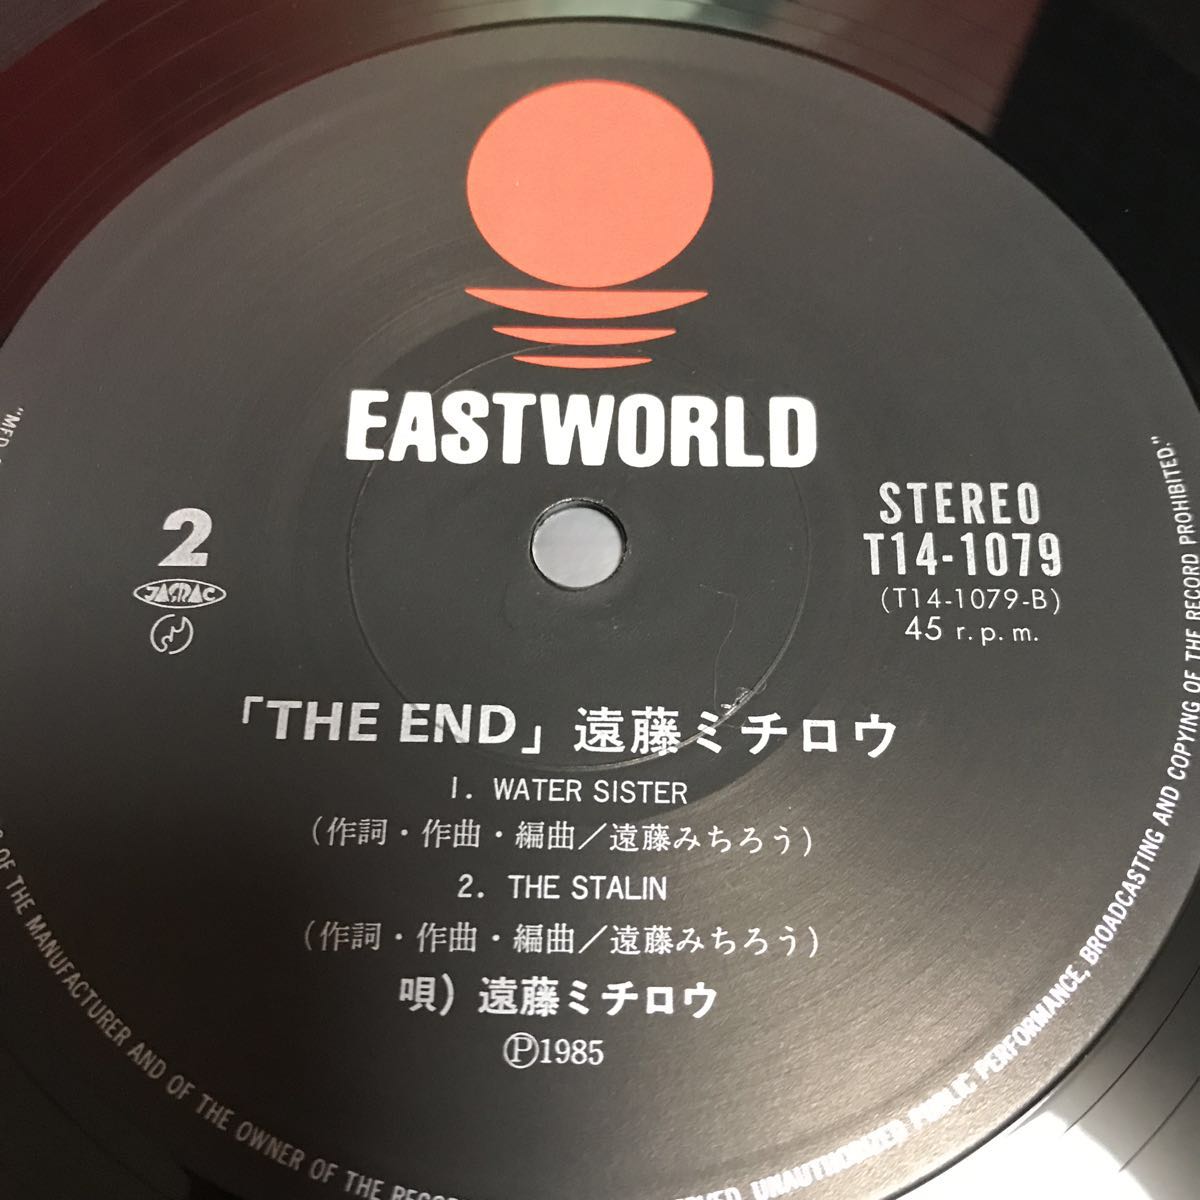 EASTWORLD
2
JASRAC
STEREO
T14-1079
(T14-1079-B)
45 r.p.m.
「THE END」遠藤ミチロウ
1. WATER SISTER
(作詞・作曲・編曲／遠藤みちろう)
2. THE STALIN
(作詞・作曲・編曲／遠藤みちろう)
唄) 遠藤ミチロウ
Ⓟ1985
OF THE MANUFACTURER AND OF THE OWNER OF THE
UNAUTHORIZED PUBLIC PERFORMANCE, BROADCASTING AND COPYING OF THE RECORD PROHIBITED."